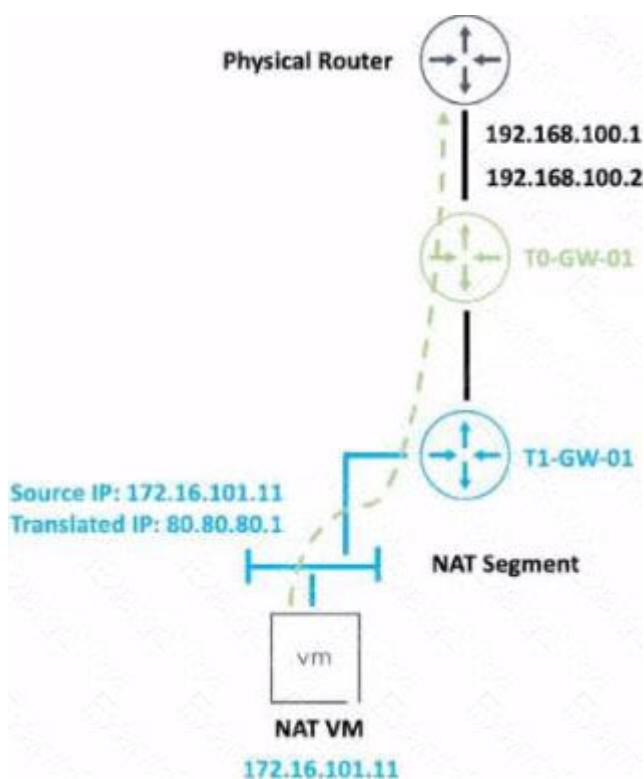 Physical Router
192.168.100.1
192.168.100.2
T0-GW-01
T1-GW-01
Source IP: 172.16.101.11
Translated IP: 80.80.80.1
NAT Segment
vm
NAT VM
172.16.101.11